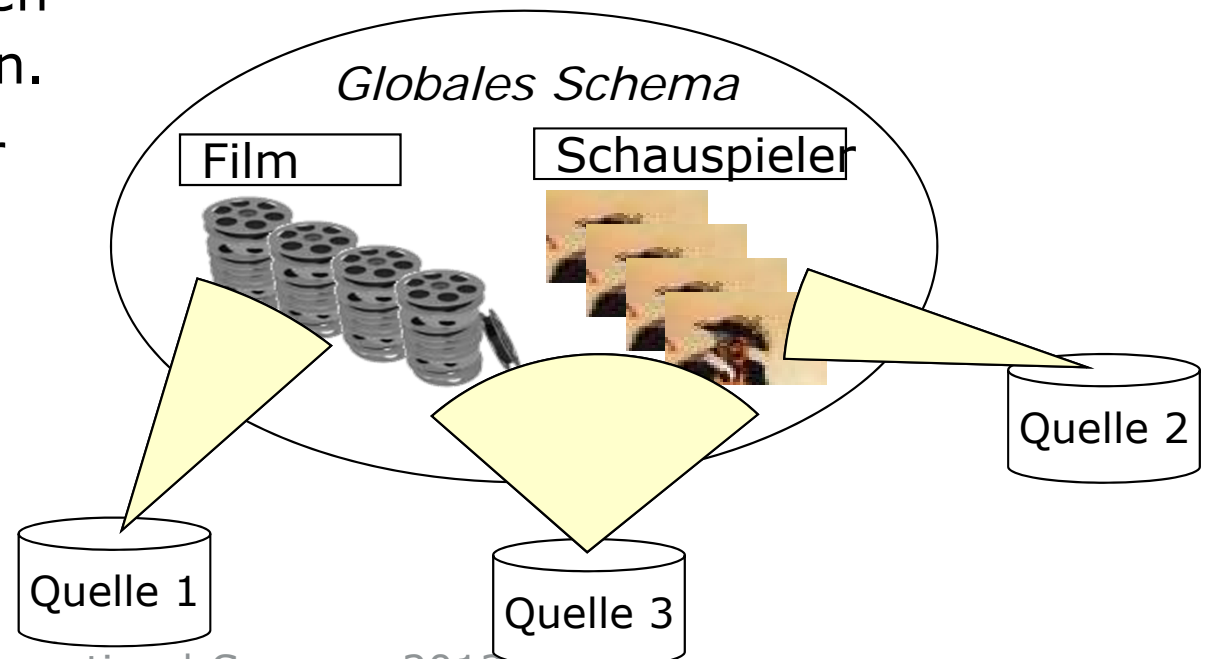 n.
Globales Schema
Film
Schauspieler
Quelle 2
Quelle 1
Quelle 3